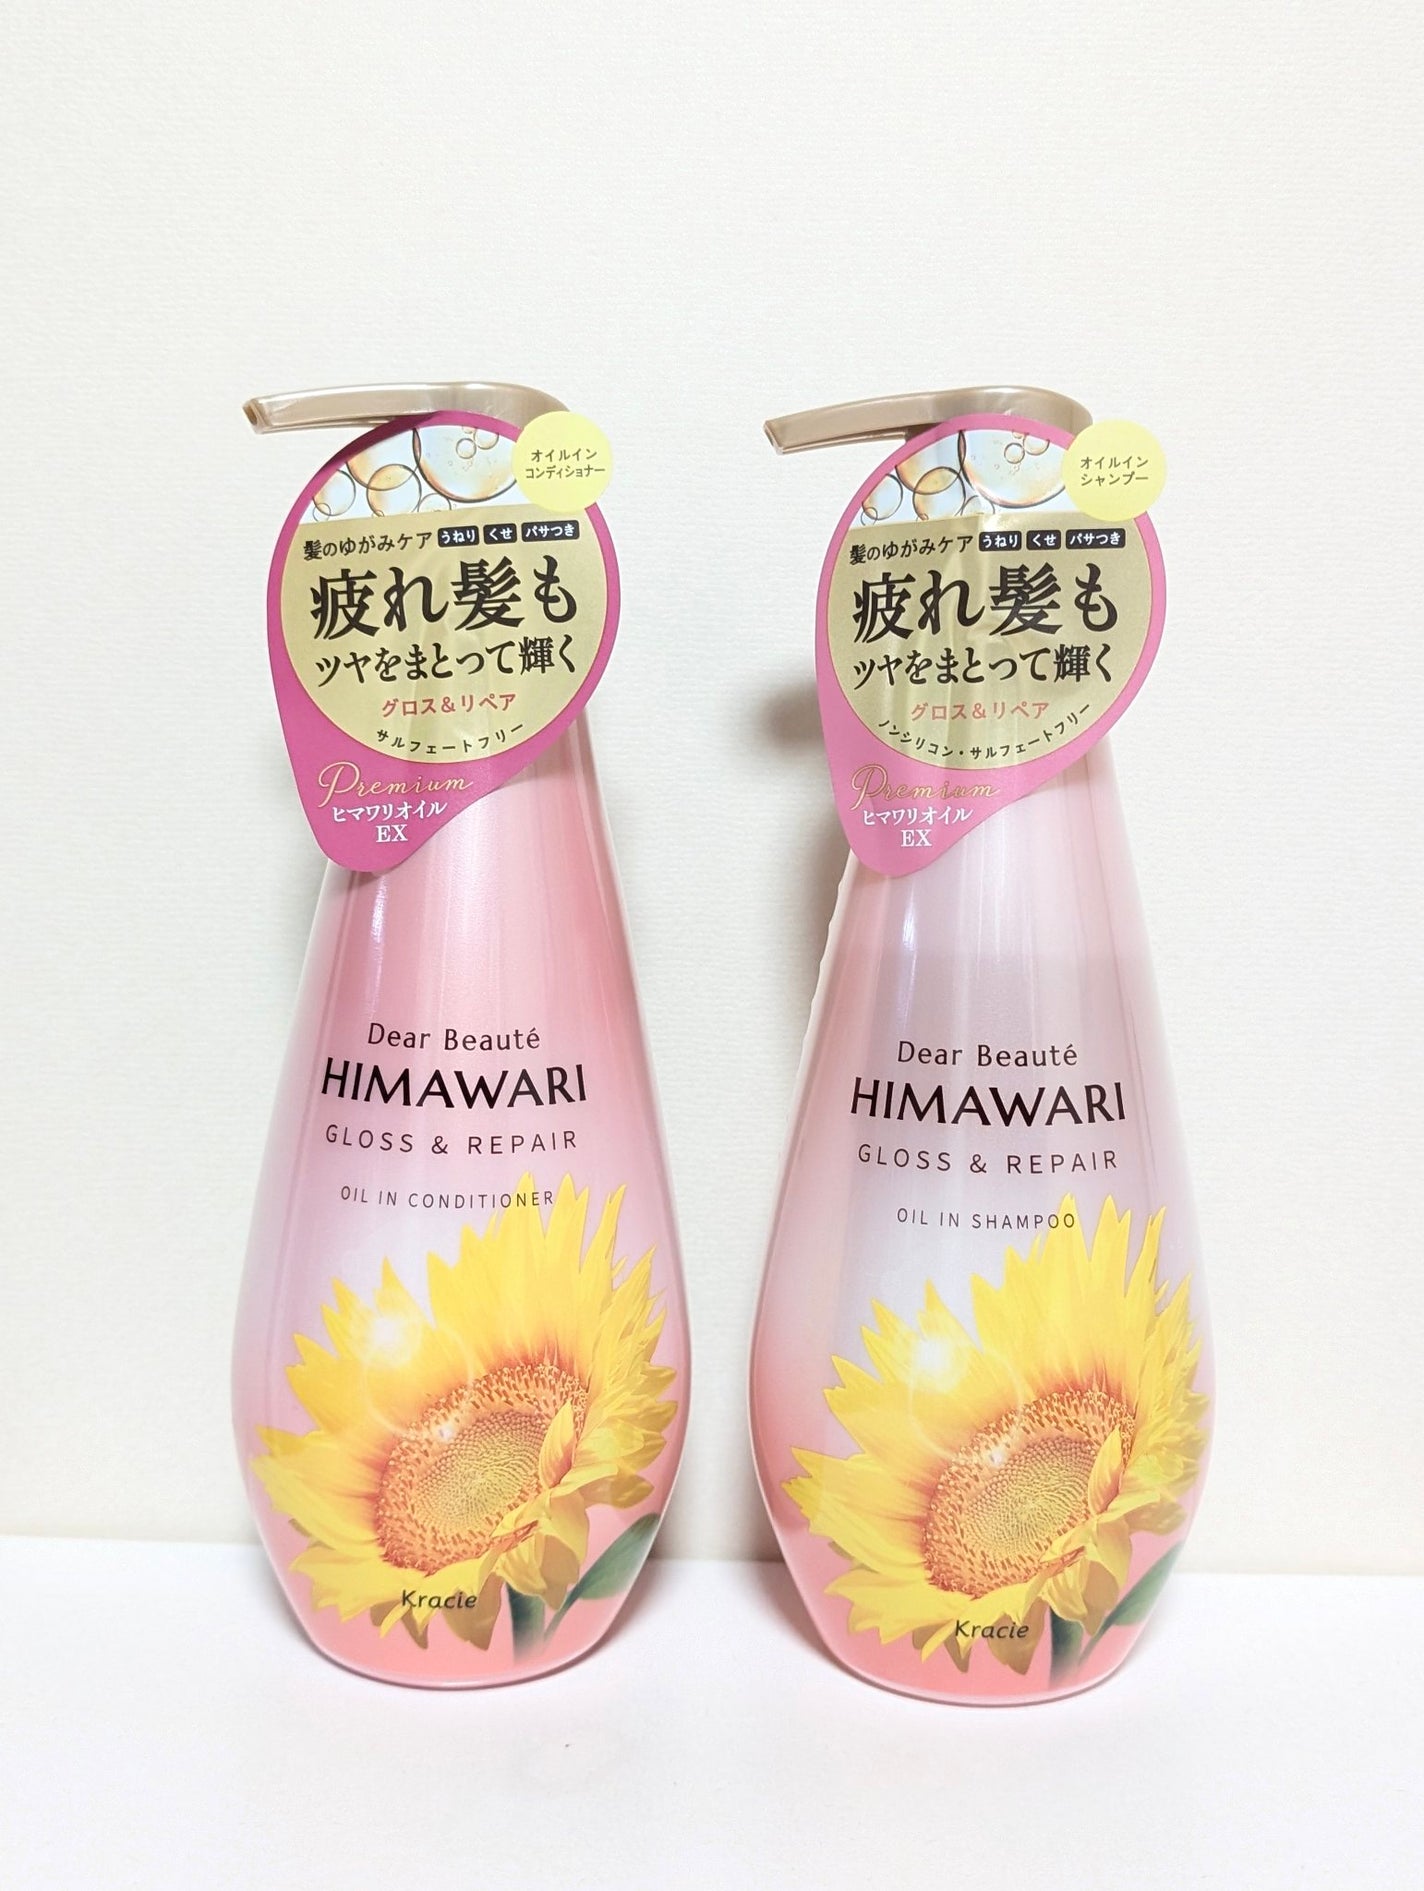 オイルイン
コンディショナー
髪のゆがみケア うねり くせ パサつき
疲れ髪も
ツヤをまとって輝く
グロス&リペア
サルフェートフリー
Premium
ヒマワリオイル
EX
Dear Beauté
HIMAWARI
GLOSS & REPAIR
OIL IN CONDITIONER
Kracie
オイルイン
シャンプー
髪のゆがみケア うねり くせ パサつき
疲れ髪も
ツヤをまとって輝く
グロス&リペア
ノンシリコン・サルフェートフリー
Premium
ヒマワリオイル
EX
Dear Beauté
HIMAWARI
GLOSS & REPAIR
OIL IN SHAMPOO
Kracie